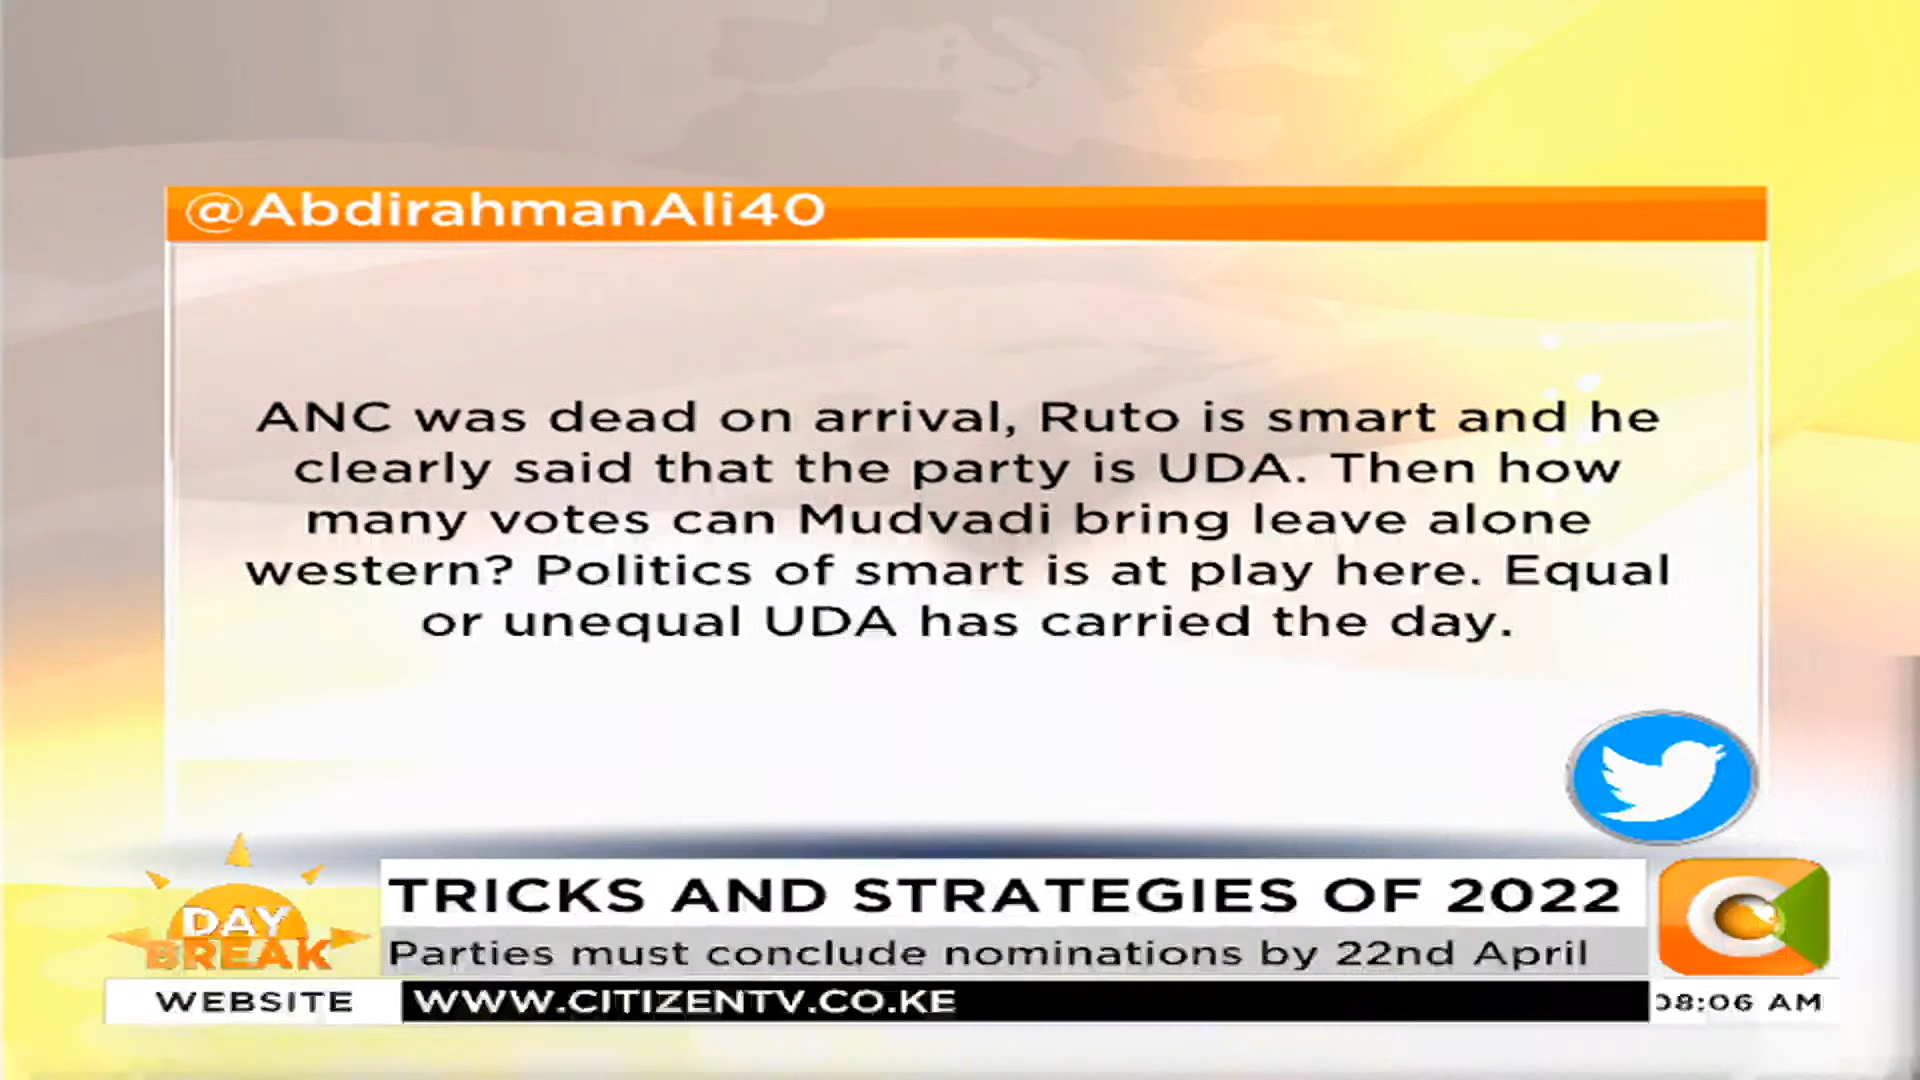 @AbdirahmanAli40
ANC was dead on arrival, Ruto is smart and he
clearly said that the party is UDA. Then how
many votes can Mudvadi bring leave alone
western? Politics of smart is at play here. Equal
or unequal UDA has carried the day.
DAY
BREAK
TRICKS AND STRATEGIES OF 2022
Parties must conclude nominations by 22nd April
WEBSITE
WWW.CITIZENTV.CO.KE
08:06 AM